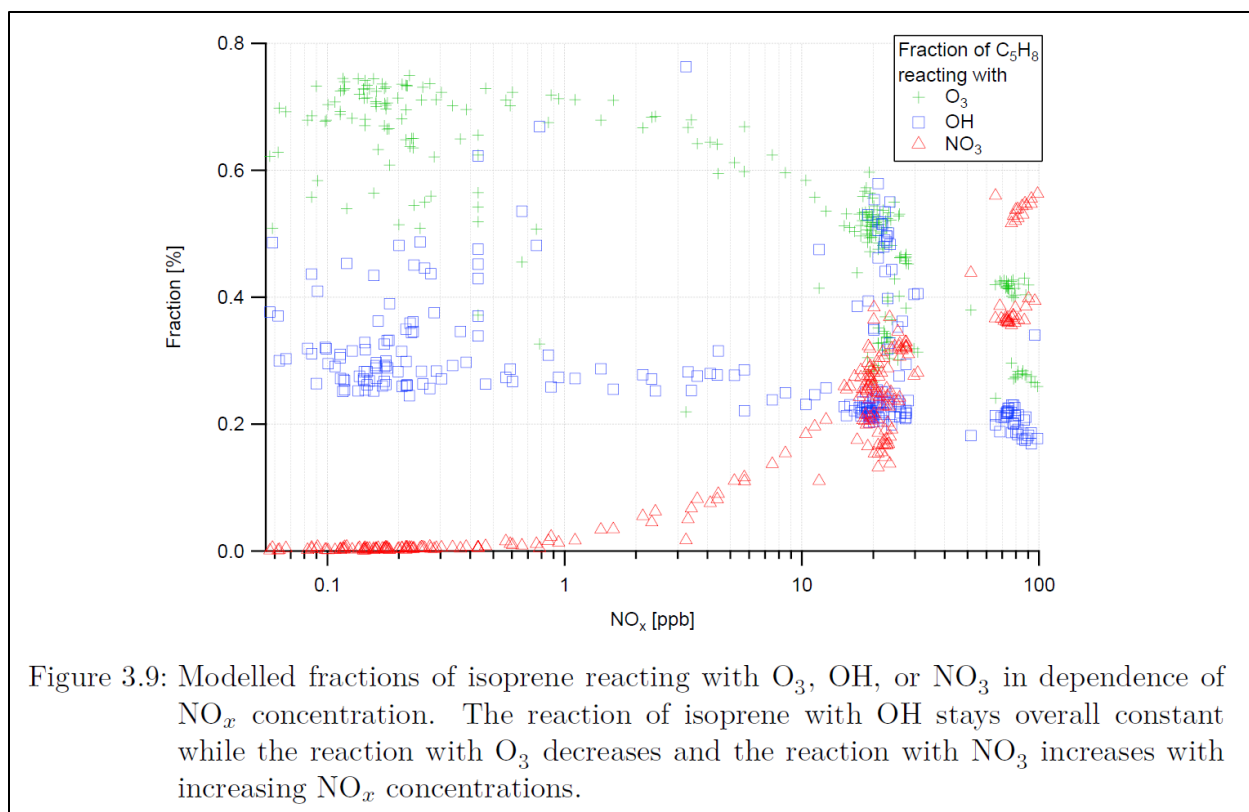 0.8
0.6
0.4
0.2
0.0
Fraction [%]
0.1
1
10
100
NOₓ [ppb]
Fraction of C₅H₈
reacting with
O₃
OH
NO₃
Figure 3.9: Modelled fractions of isoprene reacting with O₃, OH, or NO₃ in dependence of
NOₓ concentration. The reaction of isoprene with OH stays overall constant
while the reaction with O₃ decreases and the reaction with NO₃ increases with
increasing NOₓ concentrations.